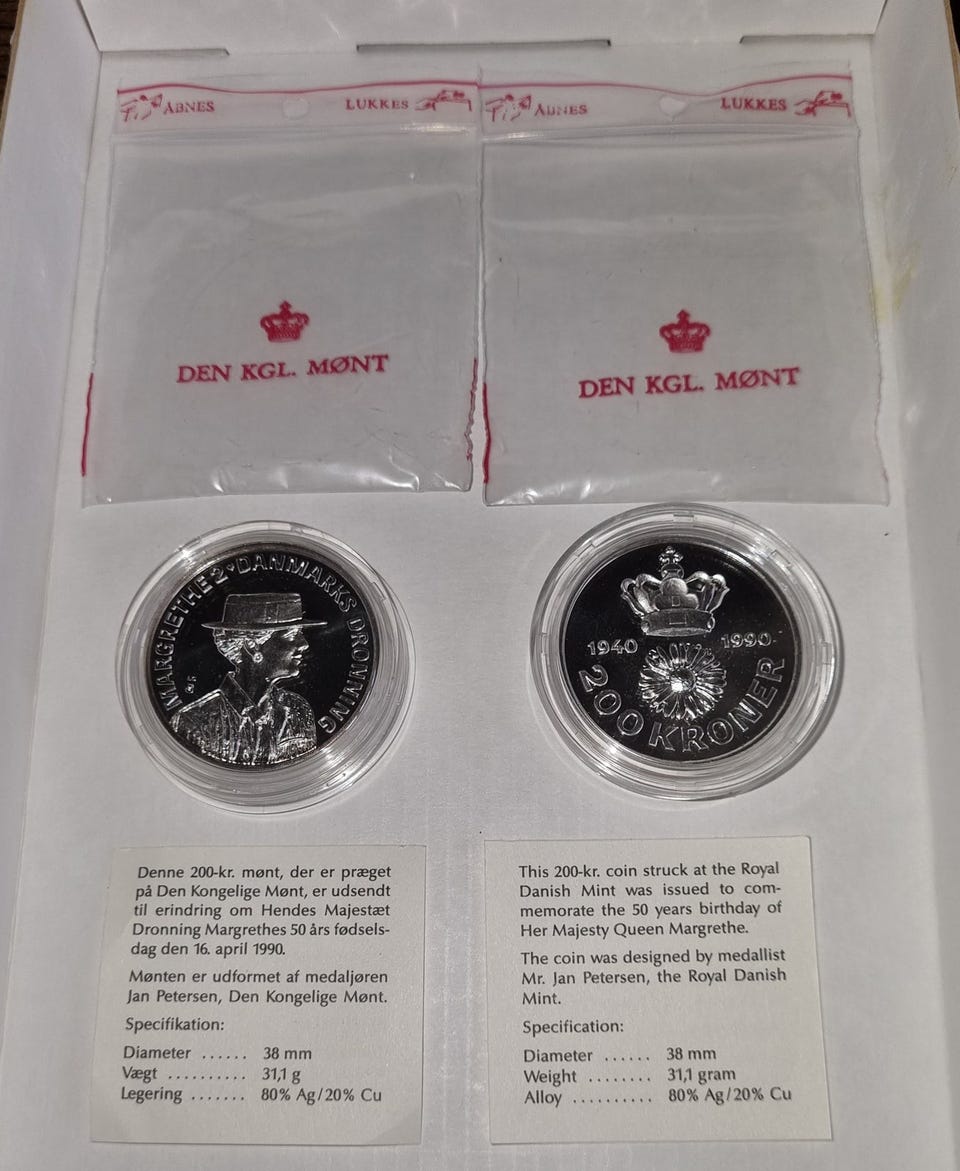 ÅBNES LUKKES
ÅBNES LUKKES
DEN KGL. MØNT
DEN KGL. MØNT
MARGRETHE 2 • DANMARKS DRONNING
1940 1990
200 KRONER
Denne 200-kr. mønt, der er præget
på Den Kongelige Mønt, er udsendt
til erindring om Hendes Majestæt
Dronning Margrethes 50 års fødsels-
dag den 16. april 1990.
Mønten er udformet af medaljøren
Jan Petersen, Den Kongelige Mønt.
Specifikation:
Diameter ...... 38 mm
Vægt .......... 31,1 g
Legering ....... 80% Ag/20% Cu
This 200-kr. coin struck at the Royal
Danish Mint was issued to com-
memorate the 50 years birthday of
Her Majesty Queen Margrethe.
The coin was designed by medallist
Mr. Jan Petersen, the Royal Danish
Mint.
Specification:
Diameter ...... 38 mm
Weight ........ 31,1 gram
Alloy .......... 80% Ag/20% Cu